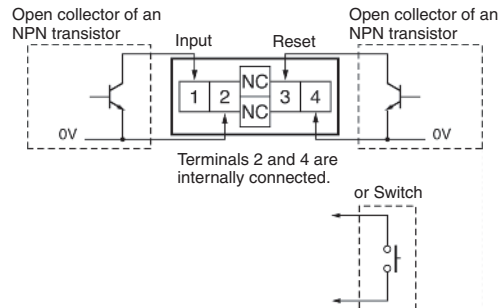 Open collector of an
NPN transistor
Open collector of an
NPN transistor
Input
Reset
NC
1 2 3 4
NC
0V
0V
Terminals 2 and 4 are
internally connected.
or Switch